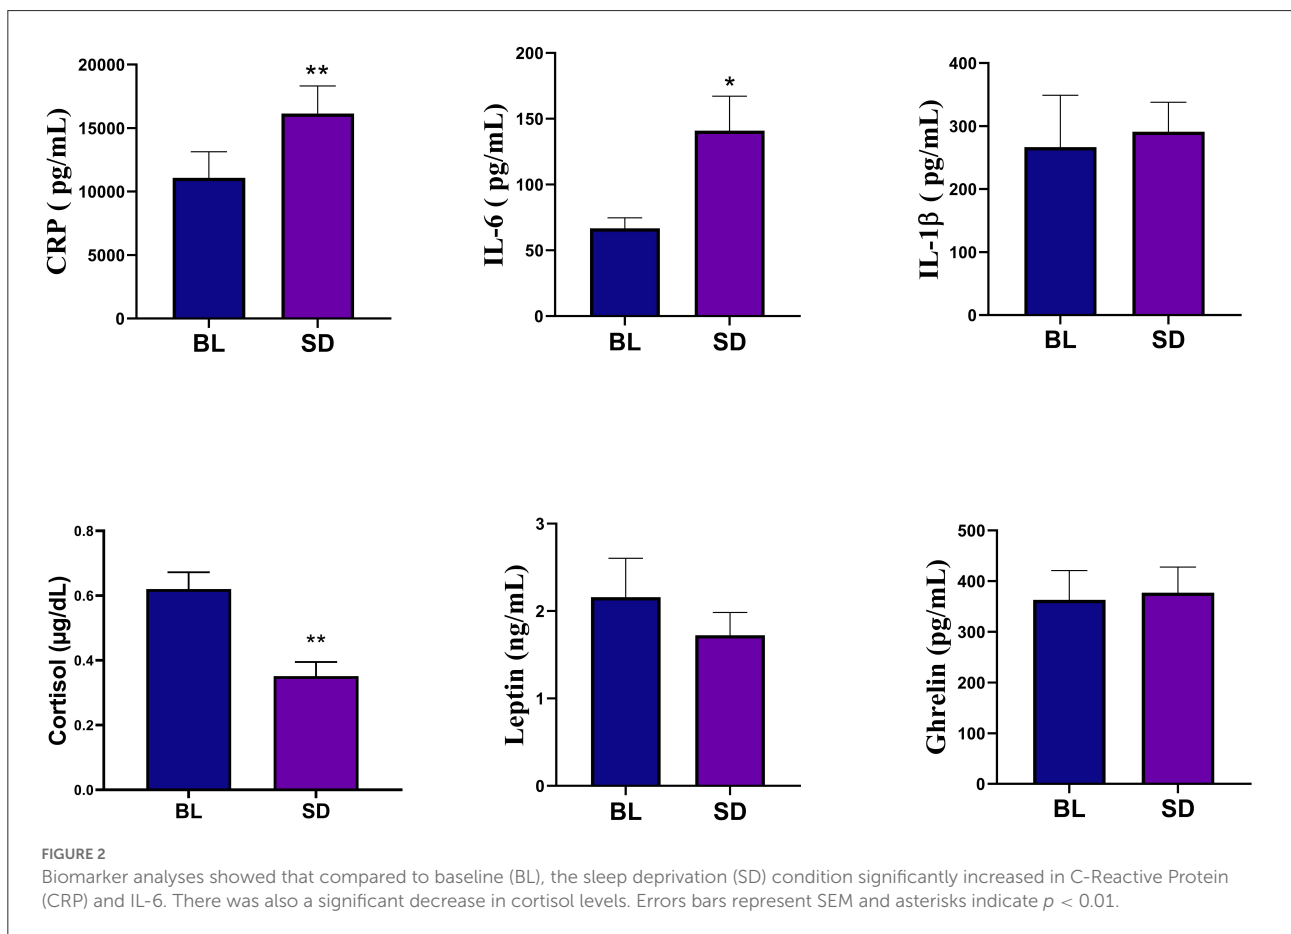 CRP ( pg/mL)
20000
15000
10000
5000
0
**
BL
SD
IL-6 ( pg/mL)
200
150
100
50
0
*
BL
SD
IL-1β ( pg/mL)
400
300
200
100
0
BL
SD
Cortisol (µg/dL)
0.8
0.6
0.4
0.2
0.0
**
BL
SD
Leptin (ng/mL)
3
2
1
0
BL
SD
Ghrelin (pg/mL)
500
400
300
200
100
0
BL
SD
FIGURE 2
Biomarker analyses showed that compared to baseline (BL), the sleep deprivation (SD) condition significantly increased in C-Reactive Protein
(CRP) and IL-6. There was also a significant decrease in cortisol levels. Errors bars represent SEM and asterisks indicate p < 0.01.